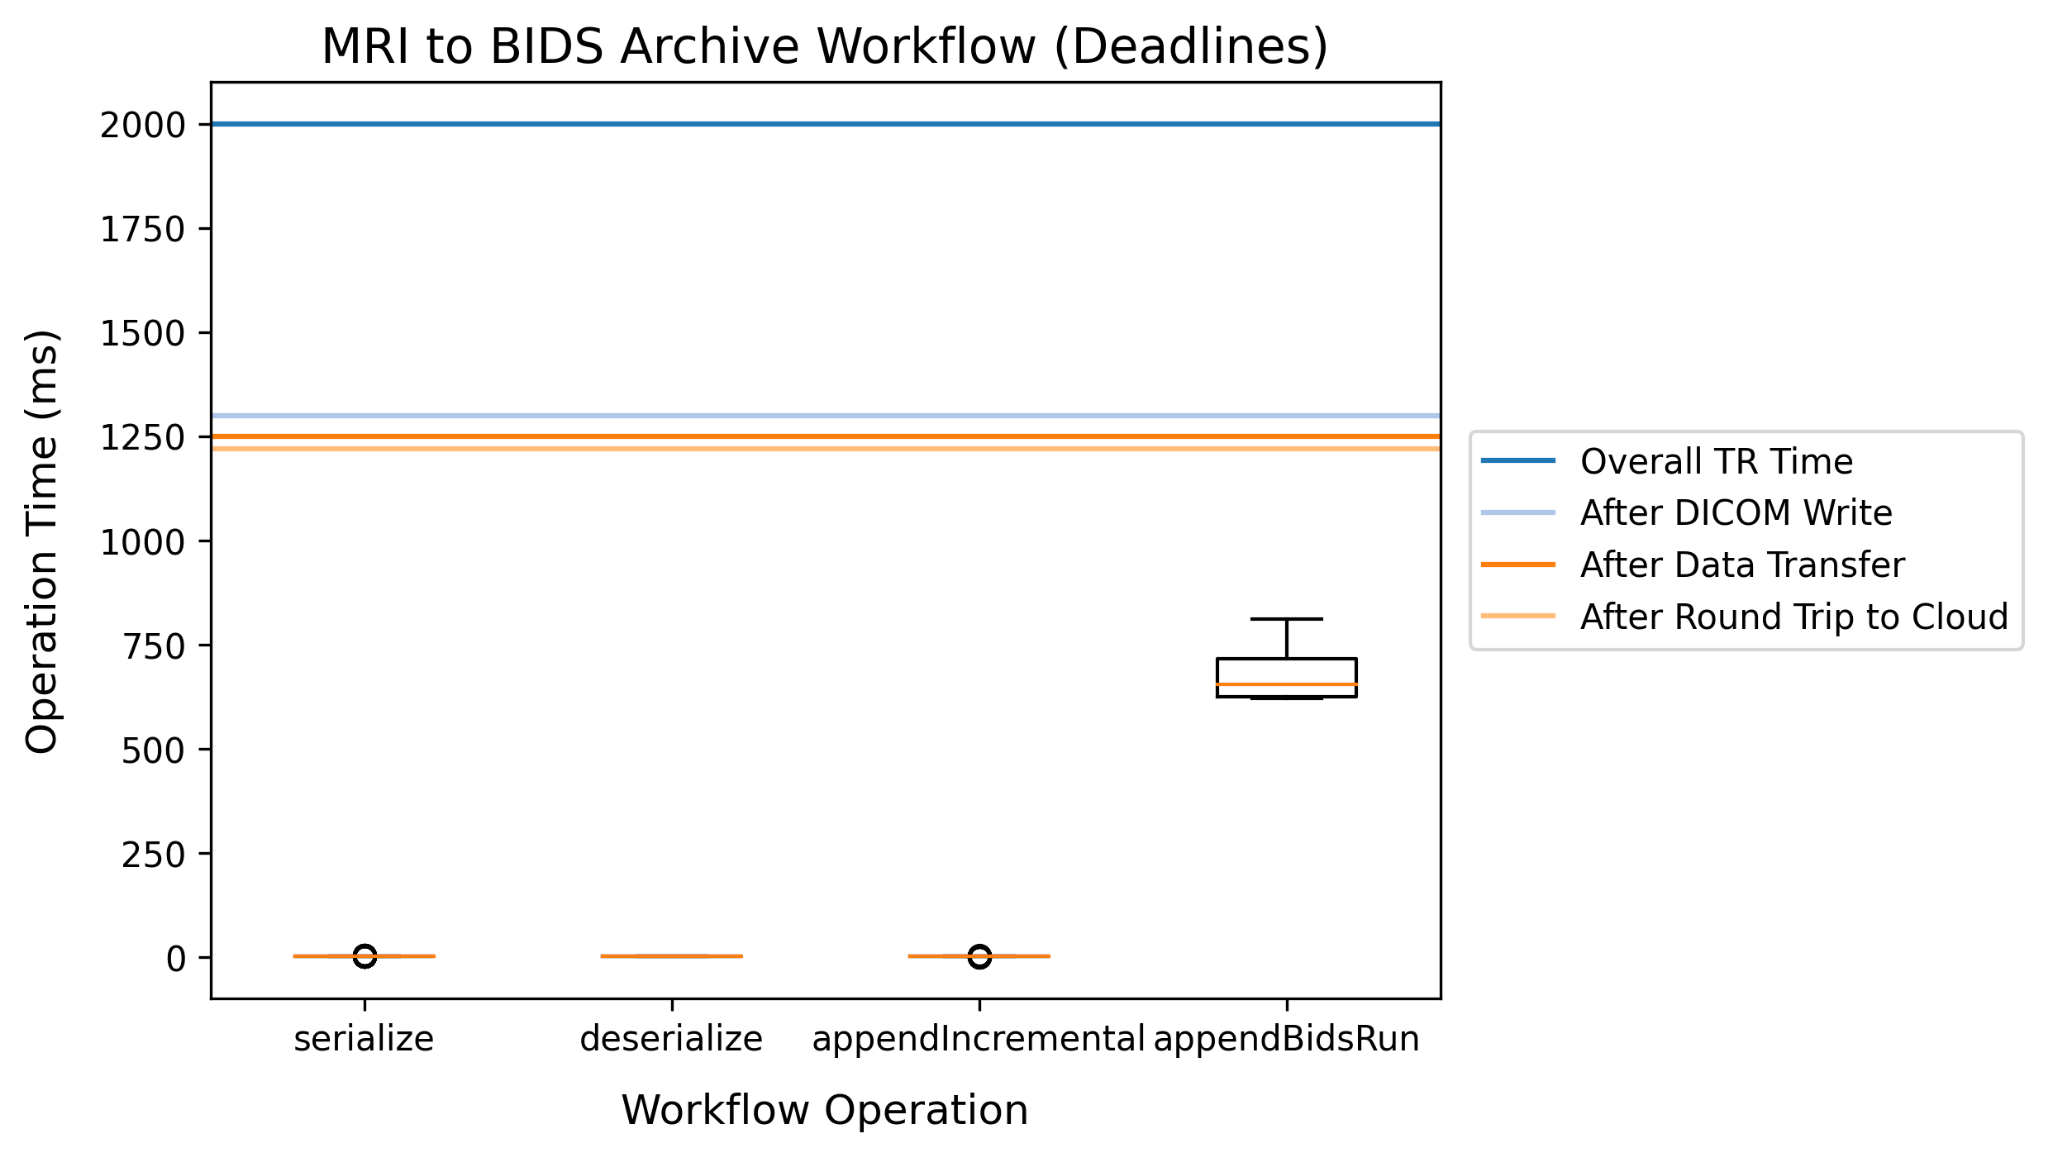 MRI to BIDS Archive Workflow (Deadlines)
Operation Time (ms)
2000
1750
1500
1250
1000
750
500
250
0
serialize deserialize appendIncremental appendBidsRun
Workflow Operation
Overall TR Time
After DICOM Write
After Data Transfer
After Round Trip to Cloud